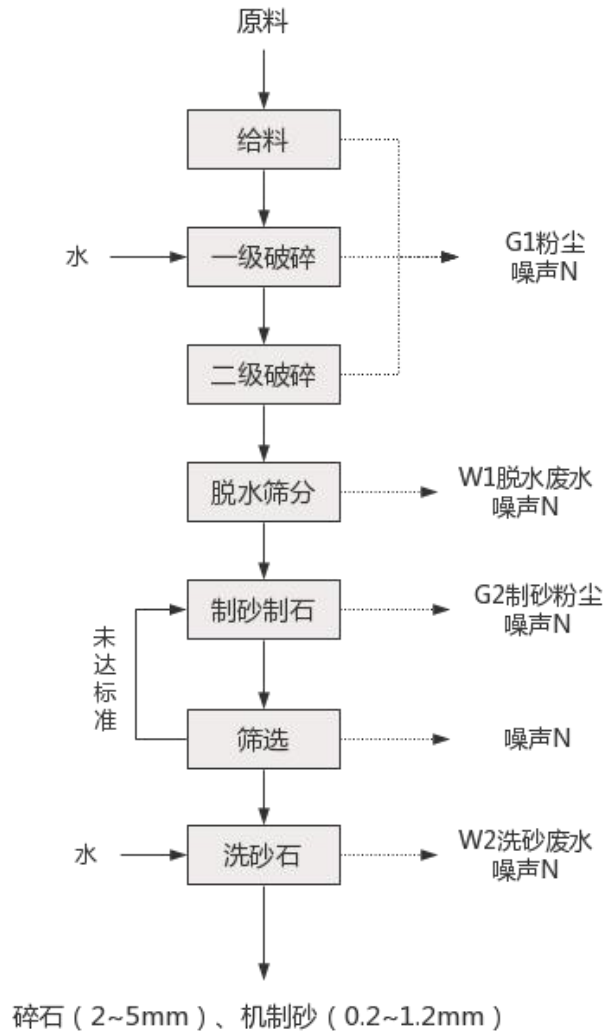 原料
给料
水
一级破碎
G1粉尘
噪声N
二级破碎
脱水筛分
W1脱水废水
噪声N
制砂制石
G2制砂粉尘
噪声N
未
达
标
准
筛选
噪声N
水
洗砂石
W2洗砂废水
噪声N
碎石（2~5mm）、机制砂（0.2~1.2mm）